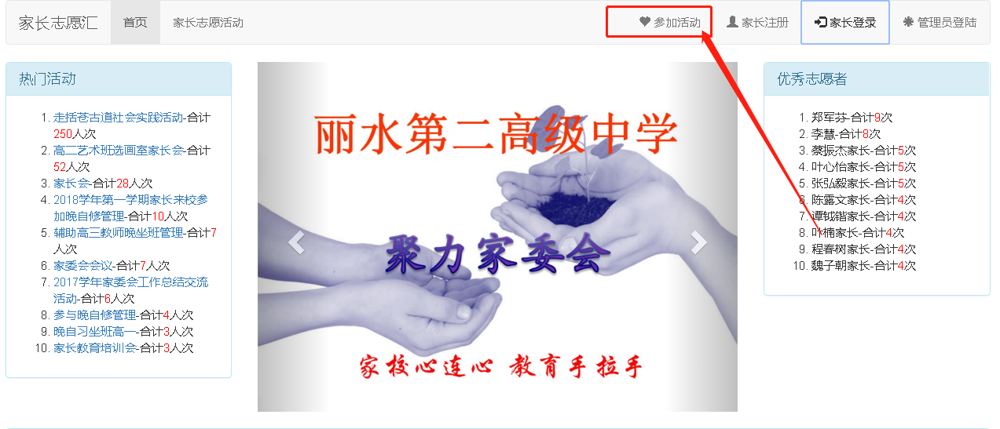 家长志愿汇 首页 家长志愿活动 参加活动 家长注册 家长登录 管理员登陆
热门活动
1. 走括苍古道社会实践活动-合计
250人次
2. 高二艺术班选画室家长会-合计
52人次
3. 家长会-合计28人次
4. 2018学年第一学期家长来校参
加晚自修管理-合计10人次
5. 辅助高三教师晚坐班管理-合计7
人次
6. 家委会会议-合计7人次
7. 2017学年家委会工作总结交流
活动-合计6人次
8. 参与晚自修管理-合计4人次
9. 晚自习坐班高一-合计3人次
10. 家长教育培训会-合计3人次
丽水第二高级中学
聚力家委会
家校心连心 教育手拉手
优秀志愿者
1. 郑军芬-合计9次
2. 李慧-合计8次
3. 蔡振杰家长-合计5次
4. 叶心怡家长-合计5次
5. 张弘毅家长-合计5次
6. 陈露文家长-合计4次
7. 谭钺锴家长-合计4次
8. 叶楠家长-合计4次
9. 程春树家长-合计4次
10. 魏子朝家长-合计4次